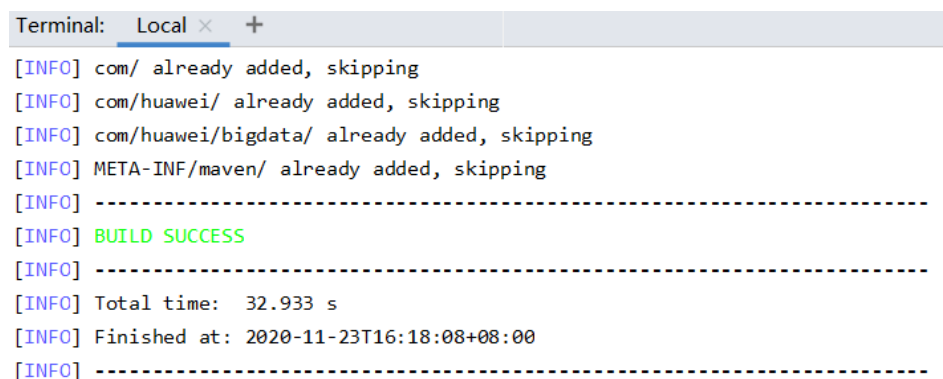 Terminal: Local × +
[INFO] com/ already added, skipping
[INFO] com/huawei/ already added, skipping
[INFO] com/huawei/bigdata/ already added, skipping
[INFO] META-INF/maven/ already added, skipping
[INFO] ------------------------------------------------------------------------
[INFO] BUILD SUCCESS
[INFO] ------------------------------------------------------------------------
[INFO] Total time:  32.933 s
[INFO] Finished at: 2020-11-23T16:18:08+08:00
[INFO] ------------------------------------------------------------------------